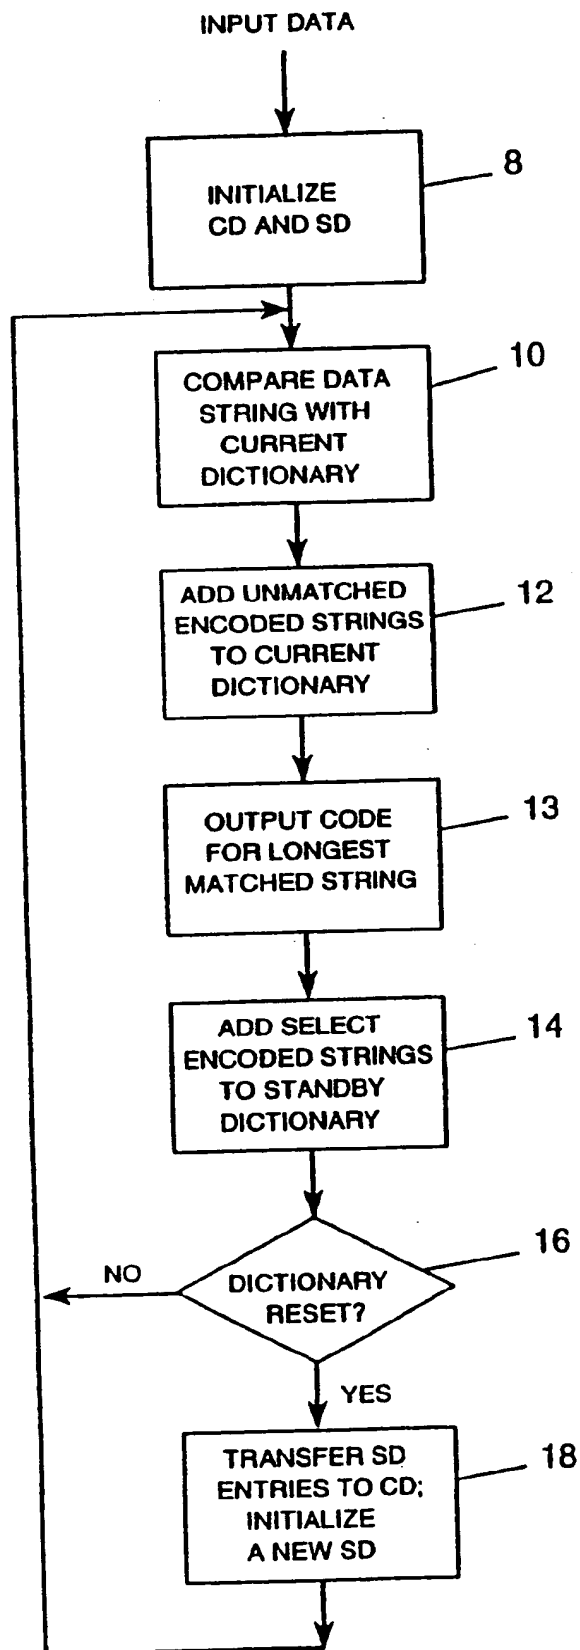 INPUT DATA
INITIALIZE
CD AND SD
8
COMPARE DATA
STRING WITH
CURRENT
DICTIONARY
10
ADD UNMATCHED
ENCODED STRINGS
TO CURRENT
DICTIONARY
12
OUTPUT CODE
FOR LONGEST
MATCHED STRING
13
ADD SELECT
ENCODED STRINGS
TO STANDBY
DICTIONARY
14
DICTIONARY
RESET?
16
NO
YES
TRANSFER SD
ENTRIES TO CD;
INITIALIZE
A NEW SD
18